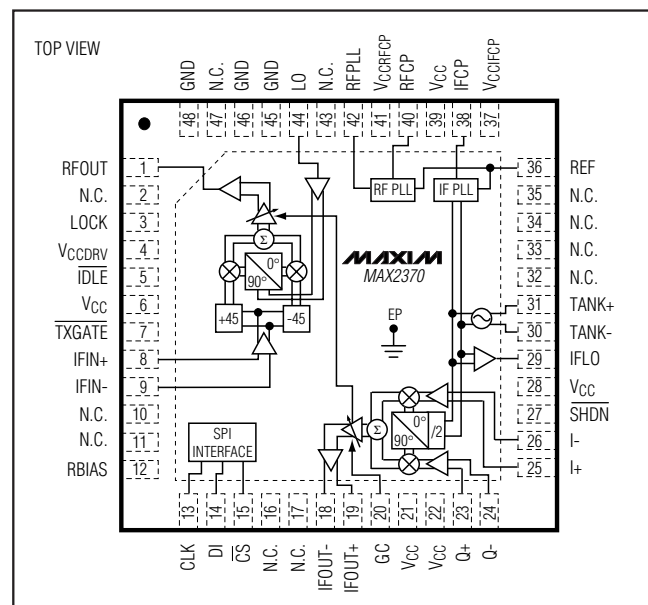 TOP VIEW
GND
N.C.
GND
GND
LO
N.C.
RFPLL
VCCRFCP
RFCP
VCC
IFCP
VCCIFCP
48
47
46
45
44
43
42
41
40
39
38
37
RFOUT 1
N.C. 2
LOCK 3
VCCDRV 4
IDLE 5
VCC 6
TXGATE 7
IFIN+ 8
IFIN- 9
N.C. 10
N.C. 11
RBIAS 12
RF PLL
IF PLL
Σ
0°
90°
+45
-45
MAXIM
MAX2370
EP
SPI
INTERFACE
Σ
0°
90°
/2
36 REF
35 N.C.
34 N.C.
33 N.C.
32 N.C.
31 TANK+
30 TANK-
29 IFLO
28 VCC
27 SHDN
26 I-
25 I+
13
14
15
16
17
18
19
20
21
22
23
24
CLK
DI
CS
N.C.
N.C.
IFOUT-
IFOUT+
GC
VCC
VCC
Q+
Q-